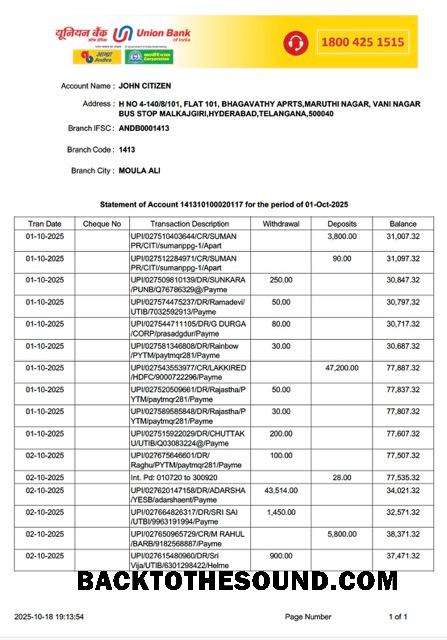 यूनियन बैंक Union Bank
of India
1800 425 1515
Account Name : JOHN CITIZEN
Address : H NO 4-140/8/101, FLAT 101, BHAGAVATHY APRTS,MARUTHI NAGAR, VANI NAGAR
BUS STOP MALKAJGIRI,HYDERABAD,TELANGANA,500040
Branch IFSC: ANDB0001413
Branch Code : 1413
Branch City : MOULA ALI
Statement of Account 141310100020117 for the period of 01-Oct-2025
Tran Date Cheque No Transaction Description Withdrawal Deposits Balance
01-10-2025 UPI/027510403644/CR/SUMAN 3,800.00 31,007.32
PR/CITI/sumanppg-1/Apart
01-10-2025 UPI/027512284971/CR/SUMAN 90.00 31,097.32
PR/CITI/sumanppg-1/Apart
01-10-2025 UPI/027509810139/DR/SUNKARA 250.00 30,847.32
/PUNB/Q76786329@/Payme
01-10-2025 UPI/027574475237/DR/Ramadevi/ 50.00 30,797.32
UTIB/7032592913/Payme
01-10-2025 UPI/027544711105/DR/G DURGA 80.00 30,717.32
/CORP/prasadgdur/Payme
01-10-2025 UPI/027581346808/DR/Rainbow 30.00 30,687.32
/PYTM/paytmqr281/Payme
01-10-2025 UPI/027543553977/CR/LAKKIRED 47,200.00 77,887.32
/HDFC/9000722296/Payme
01-10-2025 UPI/027520509661/DR/Rajastha/P 50.00 77,837.32
YTM/paytmqr281/Payme
01-10-2025 UPI/027589585848/DR/Rajastha/P 30.00 77,807.32
YTM/paytmqr281/Payme
01-10-2025 UPI/027515922029/DR/CHUTTAK 200.00 77,607.32
U/UTIB/Q03083224@/Payme
02-10-2025 UPI/027675646601/DR/ 100.00 77,507.32
Raghu/PYTM/paytmqr281/Payme
02-10-2025 Int. Pd: 010720 to 300920 28.00 77,535.32
02-10-2025 UPI/027620147158/DR/ADARSHA 43,514.00 34,021.32
/YESB/adarshaent/Payme
02-10-2025 UPI/027664826317/DR/SRI SAI 1,450.00 32,571.32
/UTBI/9963191994/Payme
02-10-2025 UPI/027650965729/CR/M RAHUL 5,800.00 38,371.32
/BARB/9182568887/Payme
02-10-2025 UPI/027615480960/DR/Sri 900.00 37,471.32
Vija/UTIB/6301298422/Helme
BACKTOTHESOUND.COM
2025-10-18 19:13:54 Page Number 1 of 1